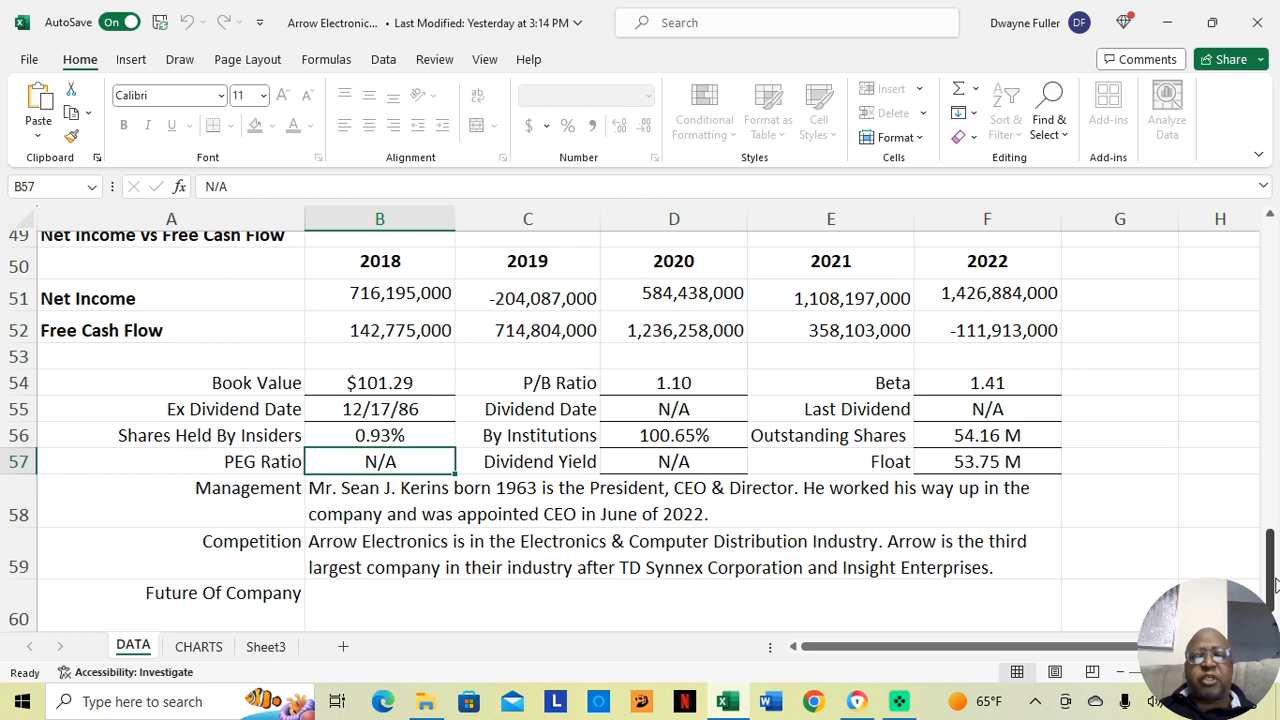 AutoSave On Arrow Electronic... • Last Modified: Yesterday at 3:14 PM Search Dwayne Fuller DF
File Home Insert Draw Page Layout Formulas Data Review View Help Comments Share
Paste Calibri 11 Conditional Formatting Format as Table Cell Styles Insert Delete Format Sort & Filter Find & Select Add-ins Analyze Data
Clipboard Font Alignment Number Styles Cells Editing Add-ins
B57 fx N/A
A B C D E F G H
49 Net Income vs Free Cash Flow
50 2018 2019 2020 2021 2022
51 Net Income 716,195,000 -204,087,000 584,438,000 1,108,197,000 1,426,884,000
52 Free Cash Flow 142,775,000 714,804,000 1,236,258,000 358,103,000 -111,913,000
53
54 Book Value $101.29 P/B Ratio 1.10 Beta 1.41
55 Ex Dividend Date 12/17/86 Dividend Date N/A Last Dividend N/A
56 Shares Held By Insiders 0.93% By Institutions 100.65% Outstanding Shares 54.16 M
57 PEG Ratio N/A Dividend Yield N/A Float 53.75 M
Management Mr. Sean J. Kerins born 1963 is the President, CEO & Director. He worked his way up in the
58 company and was appointed CEO in June of 2022.
Competition Arrow Electronics is in the Electronics & Computer Distribution Industry. Arrow is the third
59 largest company in their industry after TD Synnex Corporation and Insight Enterprises.
Future Of Company
60
DATA CHARTS Sheet3
Ready Accessibility: Investigate
Type here to search 65°F